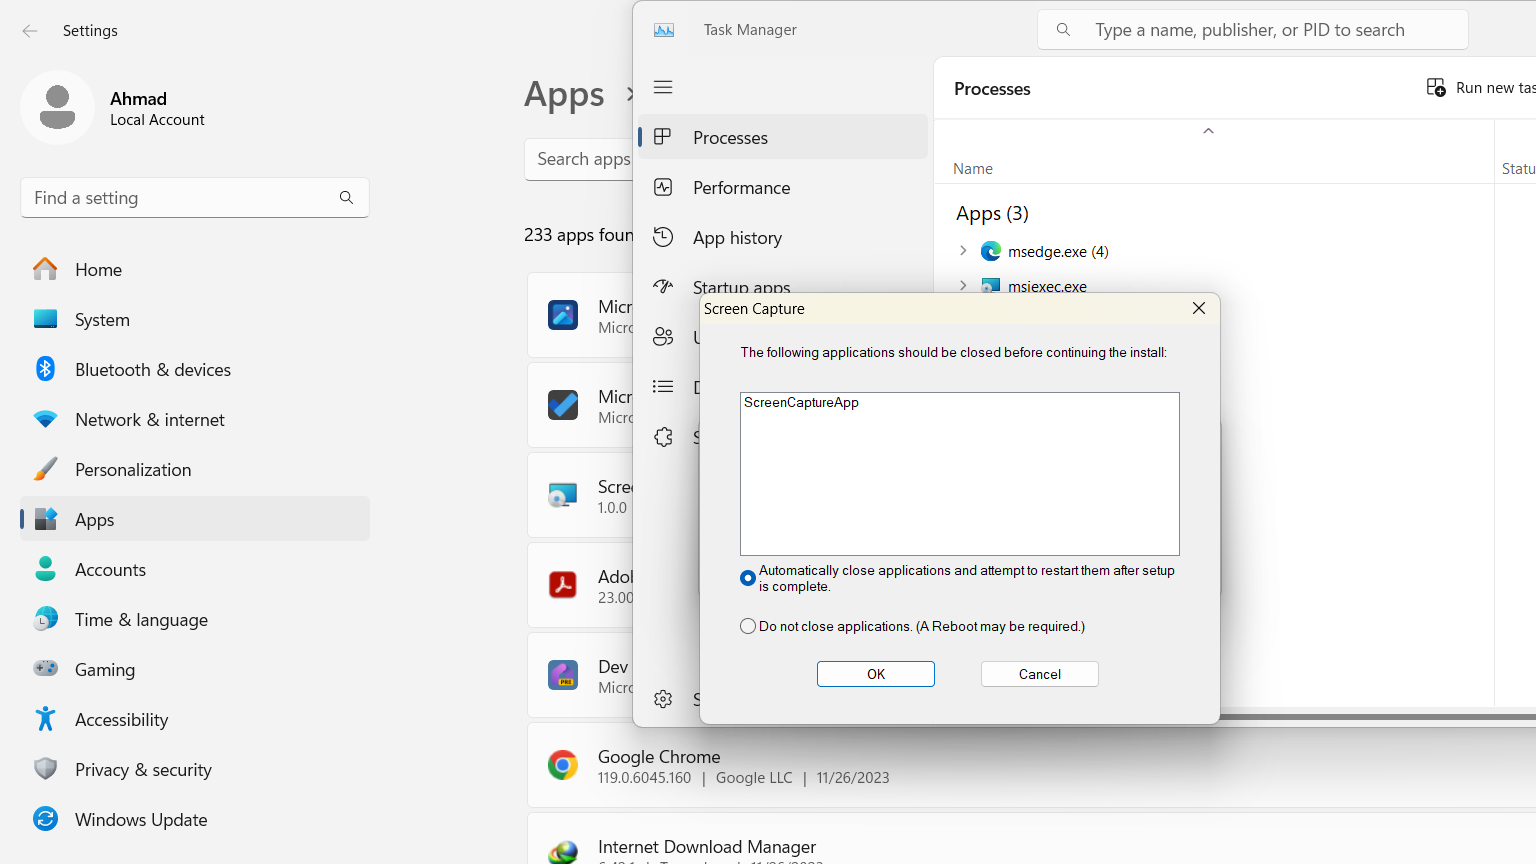 Settings
Ahmad
Local Account
Find a setting
Home
System
Bluetooth & devices
Network & internet
Personalization
Apps
Accounts
Time & language
Gaming
Accessibility
Privacy & security
Windows Update
Apps
Search apps
233 apps foun
Micr
Micro
Micr
Micro
Scree
1.0.0
Adob
23.00
Dev
Micro
Google Chrome
119.0.6045.160 | Google LLC | 11/26/2023
Internet Download Manager
Task Manager
Type a name, publisher, or PID to search
Processes
Performance
App history
Startup apps
Processes
Run new tas
Name
Statu
Apps (3)
msedge.exe (4)
msiexec.exe
Screen Capture
The following applications should be closed before continuing the install:
ScreenCaptureApp
Automatically close applications and attempt to restart them after setup
is complete.
Do not close applications. (A Reboot may be required.)
OK
Cancel